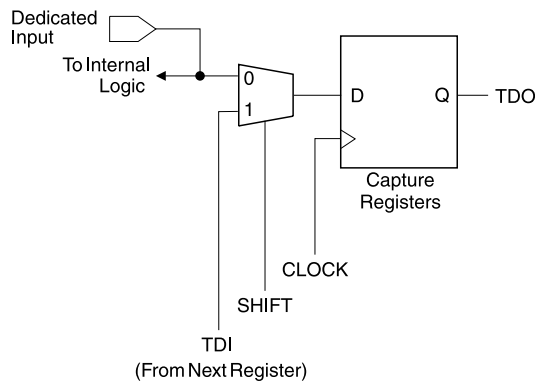 Dedicated
Input
To Internal
Logic
0
1
D
Q
TDO
Capture
Registers
CLOCK
SHIFT
TDI
(From Next Register)